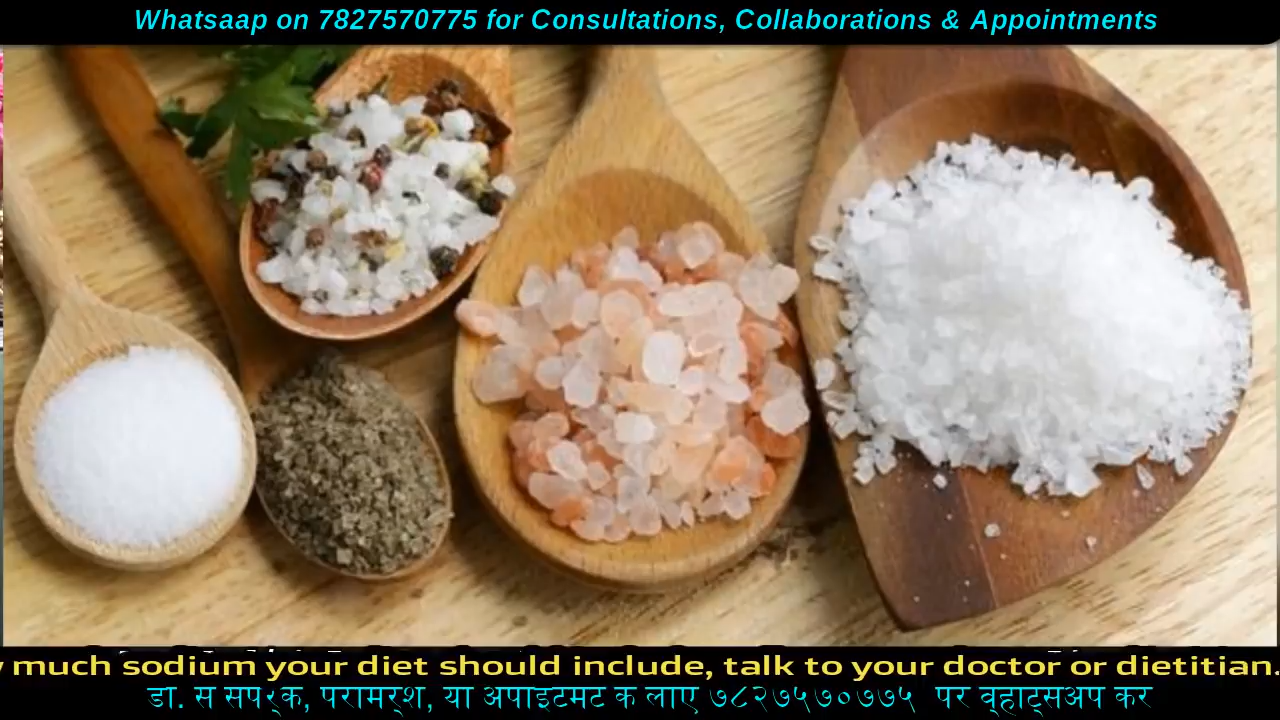 Whatsaap on 7827570775 for Consultations, Collaborations & Appointments
much sodium your diet should include, talk to your doctor or dietitian.
डा. स सपर्क, परामर्श, या अपाइटमट क लाए ७८२७५७०७७५ पर व्हाट्सअप कर